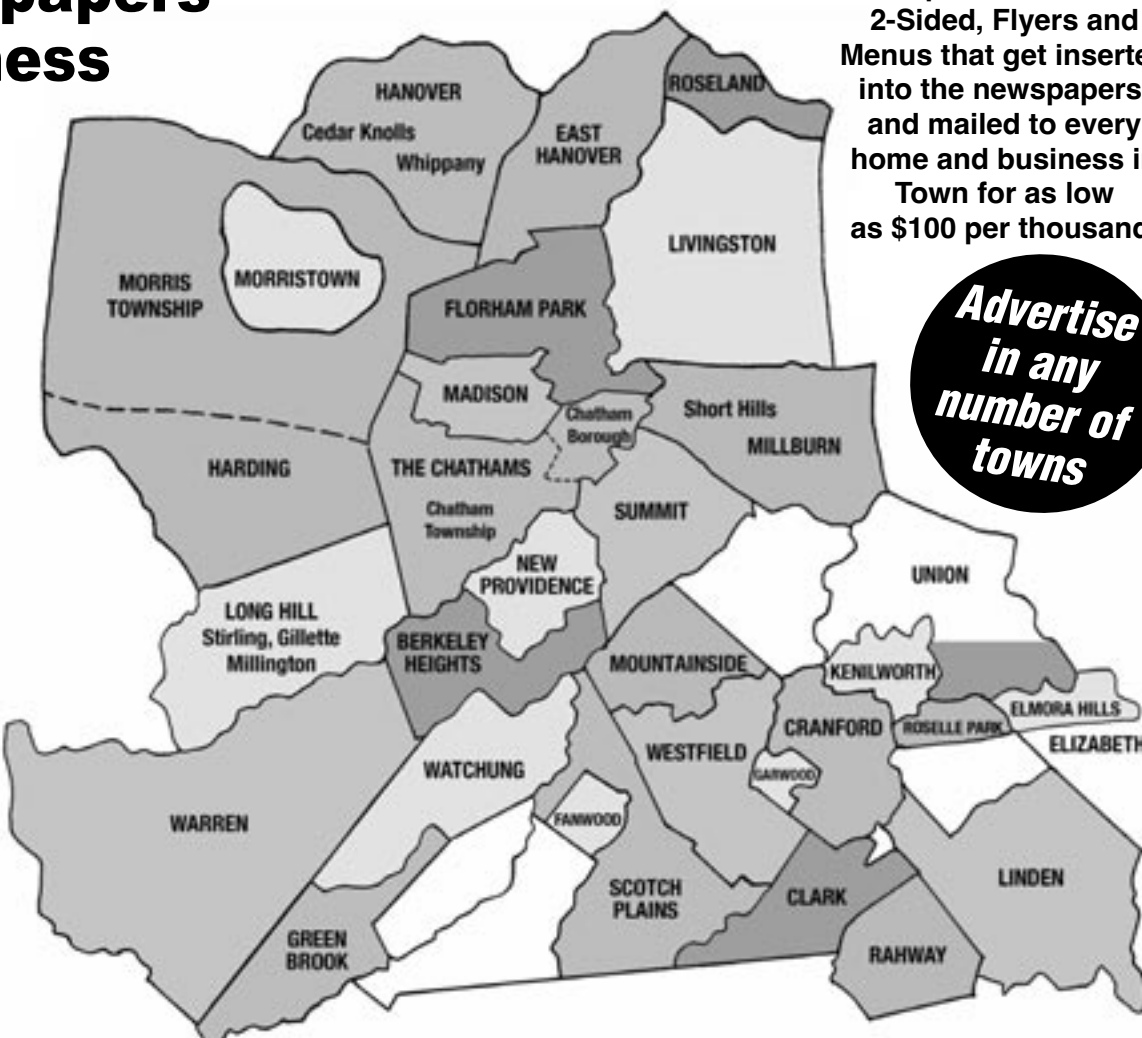 papers
ness
2-Sided, Flyers and
Menus that get inserte
into the newspapers
and mailed to every
home and business i
Town for as low
as $100 per thousand
Advertise
in any
number of
towns
HANOVER
Cedar Knolls
Whippany
EAST
HANOVER
ROSELAND
LIVINGSTON
MORRIS
TOWNSHIP
MORRISTOWN
FLORHAM PARK
MADISON
Chatham
Borough
Short Hills
MILLBURN
HARDING
THE CHATHAMS
Chatham
Township
SUMMIT
NEW
PROVIDENCE
UNION
LONG HILL
Stirling, Gillette
Millington
BERKELEY
HEIGHTS
MOUNTAINSIDE
KENILWORTH
ELMORA HILLS
ROSELLE PARK
CRANFORD
ELIZABETH
WESTFIELD
GARWOOD
WATCHUNG
WARREN
FANWOOD
SCOTCH
PLAINS
CLARK
LINDEN
GREEN
BROOK
RAHWAY